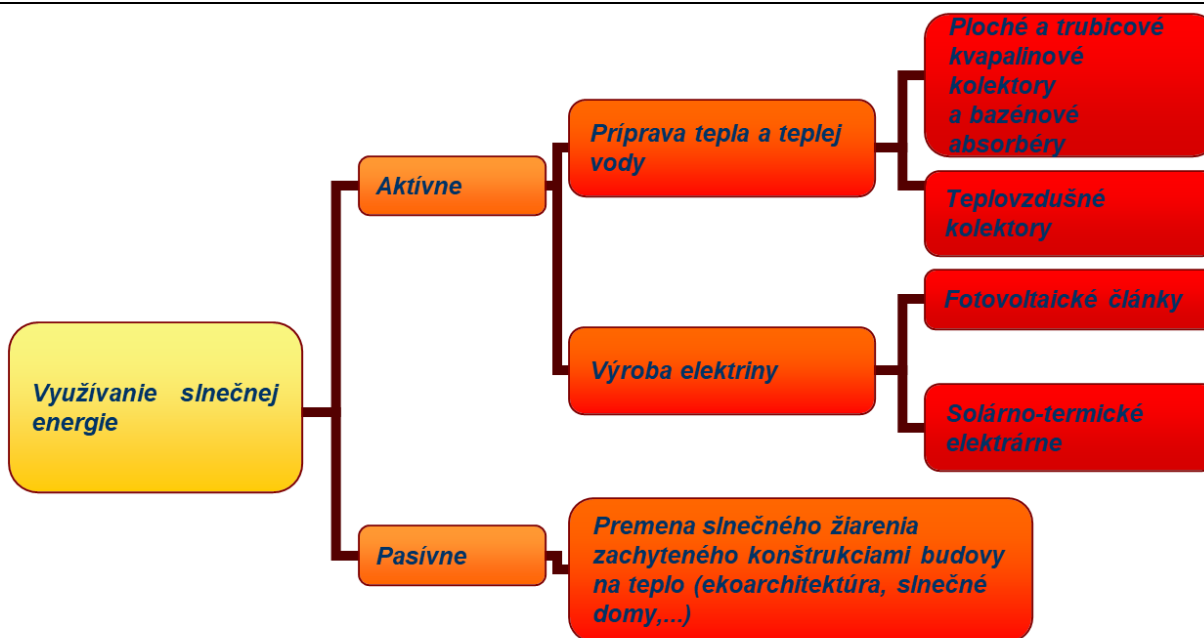 Využívanie slnečnej
energie
Aktívne
Príprava tepla a teplej
vody
Ploché a trubicové
kvapalinové
kolektory
a bazénové
absorbéry
Teplovzdušné
kolektory
Výroba elektriny
Fotovoltaické články
Solárno-termické
elektrárne
Pasívne
Premena slnečného žiarenia
zachyteného konštrukciami budovy
na teplo (ekoarchitektúra, slnečné
domy,...)